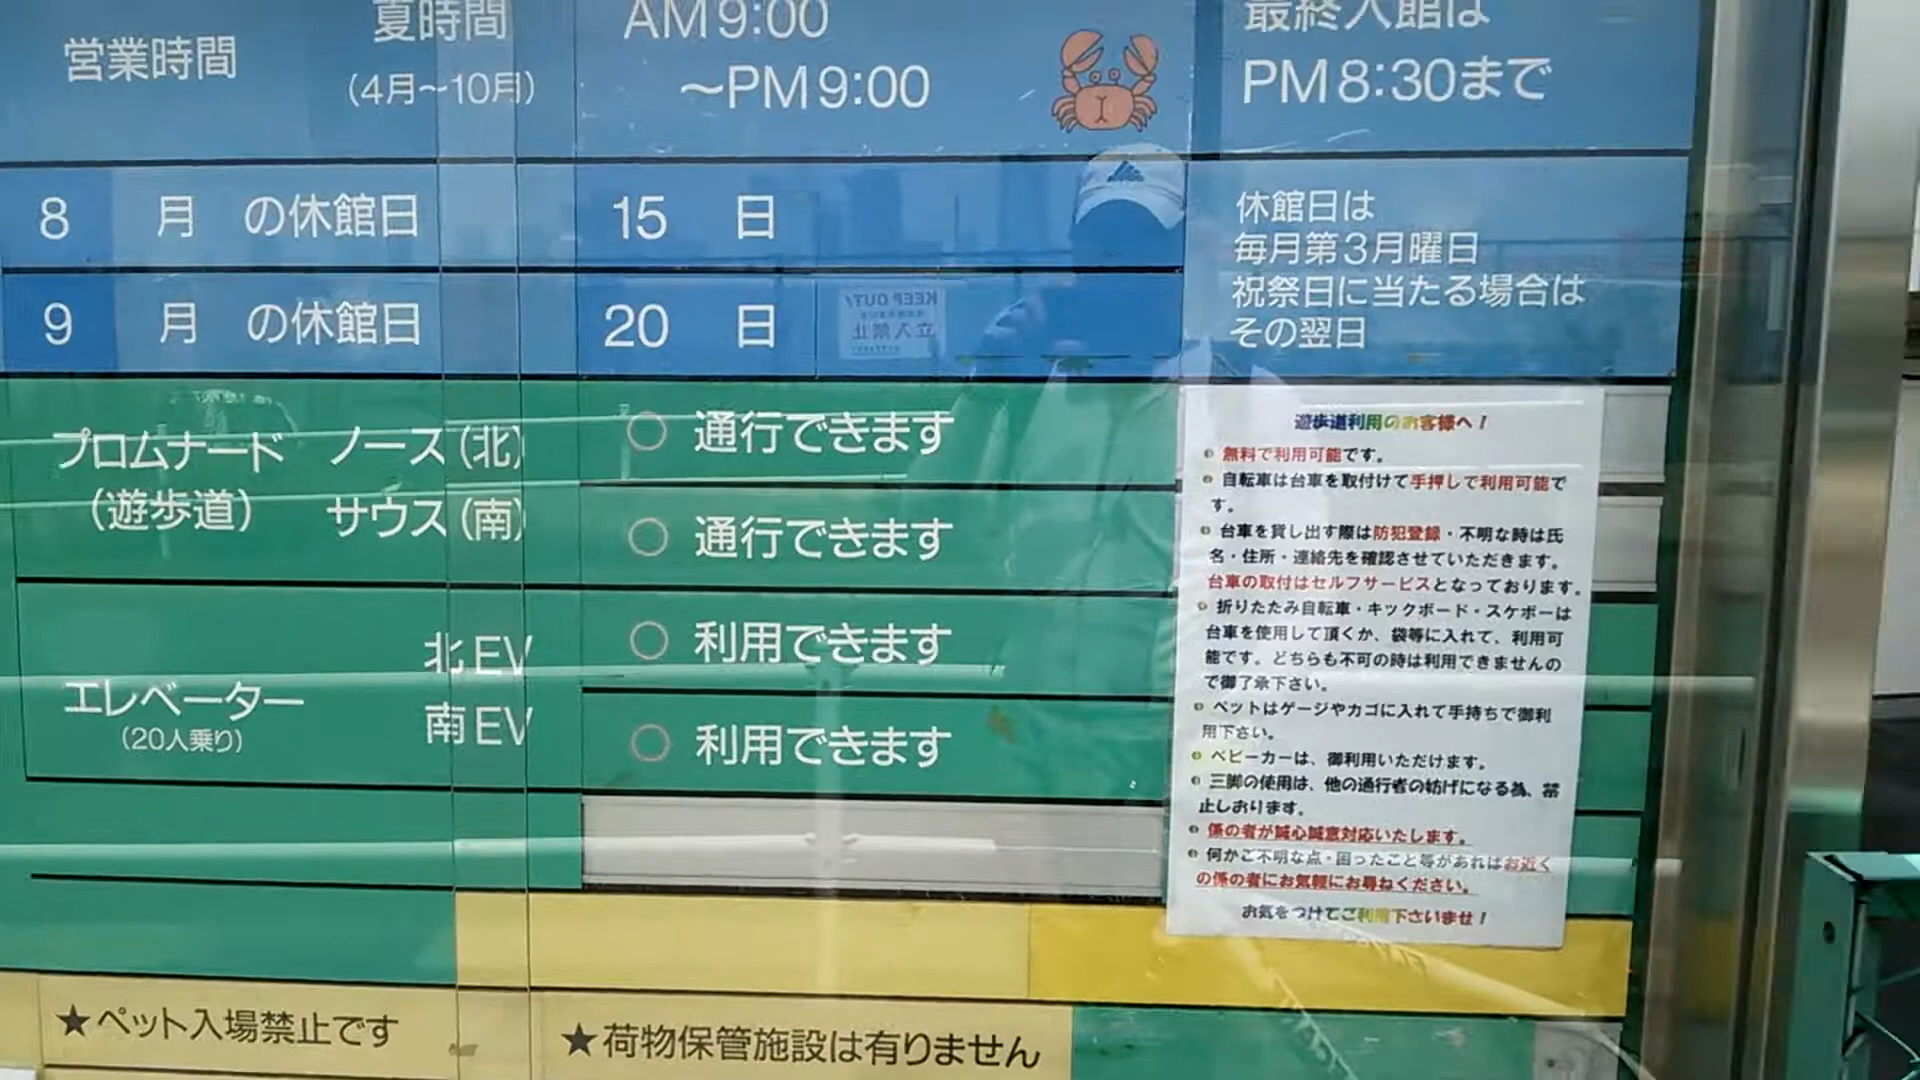 営業時間
夏時間
(4月～10月)
AM9:00
～PM9:00
最終入館は
PM8:30まで
8 月 の休館日 15 日
9 月 の休館日 20 日
休館日は
毎月第3月曜日
祝祭日に当たる場合は
その翌日
KEEP OUT!
立入禁止
プロムナード
(遊歩道)
ノース(北) ○ 通行できます
サウス(南) ○ 通行できます
エレベーター
(20人乗り)
北EV ○ 利用できます
南EV ○ 利用できます
遊歩道利用のお客様へ！
無料で利用可能です。
自転車は台車を取付けて手押しで利用可能で
す。
台車を貸し出す際は防犯登録・不明な時は氏
名・住所・連絡先を確認させていただきます。
台車の取付はセルフサービスとなっております。
折りたたみ自転車・キックボード・スケボーは
台車を使用して頂くか、袋等に入れて、利用可
能です。どちらも不可の時は利用できませんの
で御了承下さい。
ペットはゲージやカゴに入れて手持ちで御利
用下さい。
ベビーカーは、御利用いただけます。
三脚の使用は、他の通行者の妨げになる為、禁
止しおります。
係の者が誠心誠意対応いたします。
何かご不明な点・困ったこと等があればお近く
の係の者にお気軽にお尋ねください。
お気をつけてご利用下さいませ！
★ペット入場禁止です
★荷物保管施設は有りません